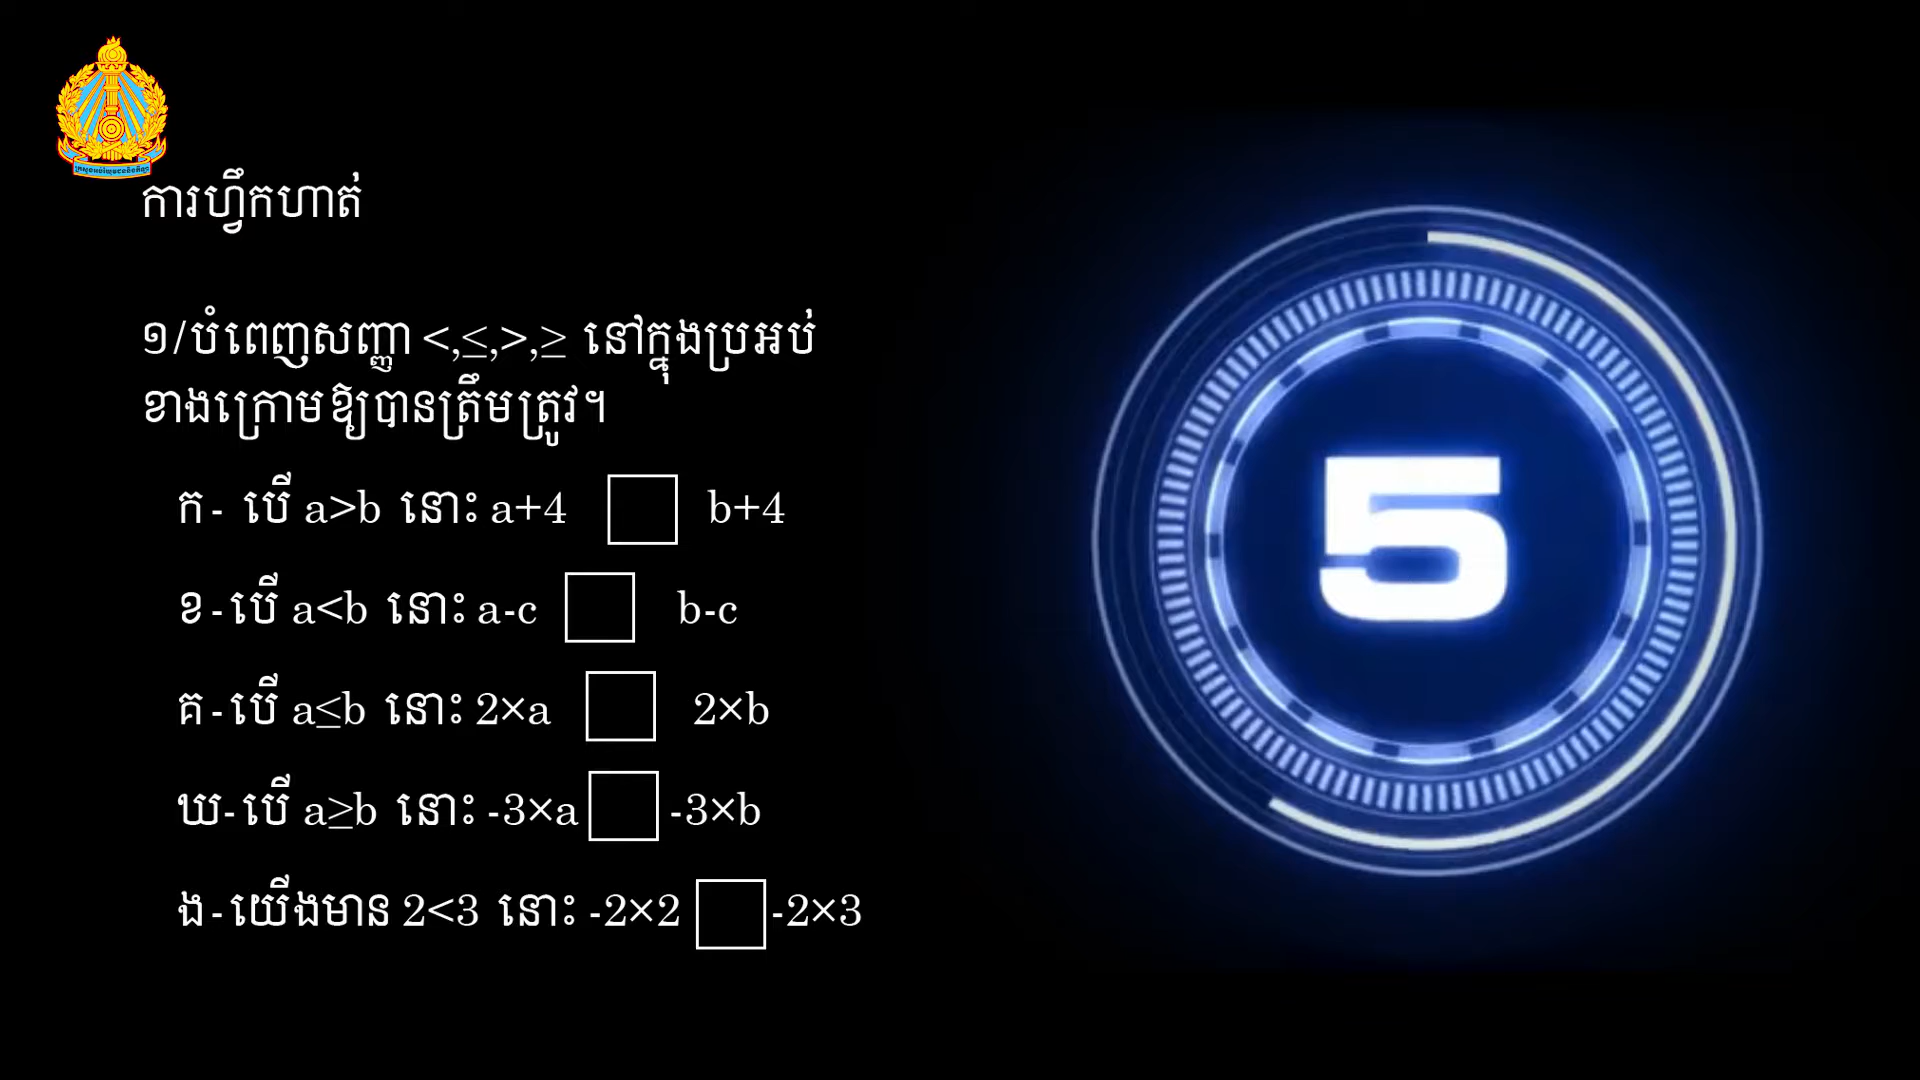 ការហ្វឹកហាត់
១/បំពេញសញ្ញា <,≤,>,≥ នៅក្នុងប្រអប់
ខាងក្រោមឱ្យបានត្រឹមត្រូវ។
ក- បើ a>b នោះ a+4 b+4
ខ-បើ a<b នោះ a-c b-c
គ-បើ a≤b នោះ 2×a 2×b
ឃ-បើ a≥b នោះ -3×a -3×b
ង-យើងមាន 2<3 នោះ -2×2 -2×3
5